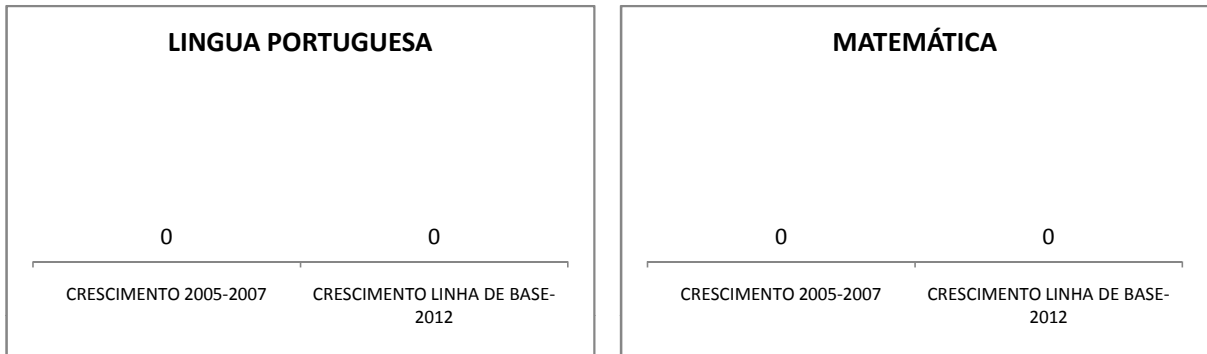 LINGUA PORTUGUESA
0
0
CRESCIMENTO 2005-2007
CRESCIMENTO LINHA DE BASE-
2012
MATEMÁTICA
0
0
CRESCIMENTO 2005-2007
CRESCIMENTO LINHA DE BASE-
2012